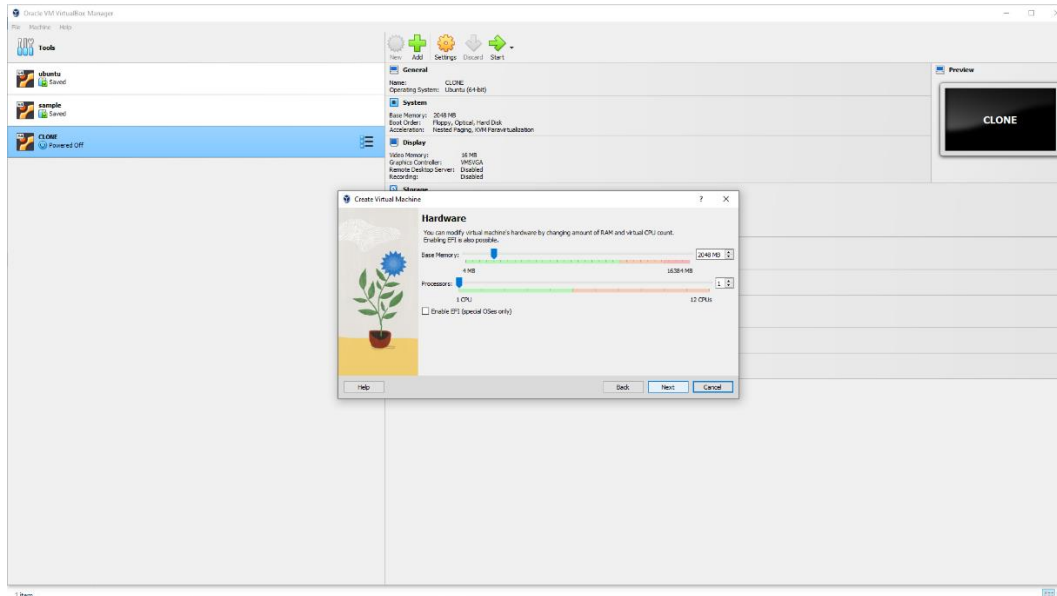 Oracle VM VirtualBox Manager
File Machine Help
Tools
New Add Settings Discard Start
ubuntu
Saved
sample
Saved
CLONE
Powered Off
General
Name: CLONE
Operating System: Ubuntu (64-bit)
System
Base Memory: 2048 MB
Boot Order: Floppy, Optical, Hard Disk
Acceleration: Nested Paging, KVM Paravirtualization
Display
Video Memory: 16 MB
Graphics Controller: VMSVGA
Remote Desktop Server: Disabled
Recording: Disabled
Storage
Preview
CLONE
Create Virtual Machine
Hardware
You can modify virtual machine's hardware by changing amount of RAM and virtual CPU count.
Enabling EFI is also possible.
Base Memory: 2048 MB
4 MB 16384 MB
Processors: 1
1 CPU 12 CPUs
Enable EFI (special OSes only)
Help Back Next Cancel
1 item